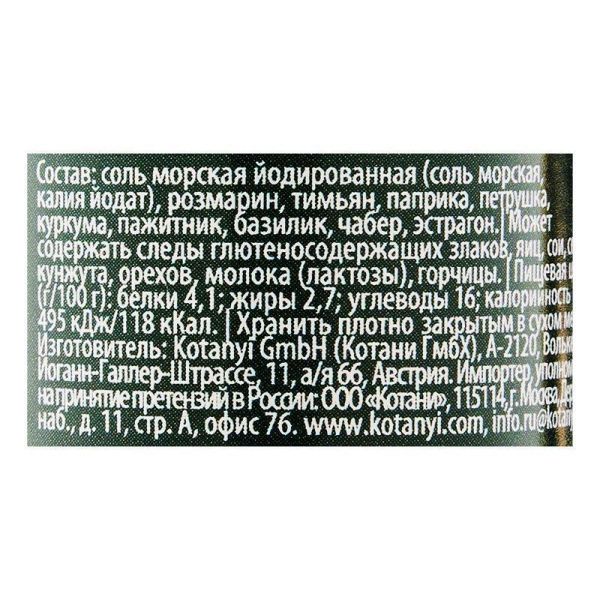 Состав: соль морская йодированная (соль морская,
калия йодат), розмарин, тимьян, паприка, петрушка,
куркума, пажитник, базилик, чабер, эстрагон. | Может
содержать следы глютеносодержащих злаков, яиц, сои,
кунжута, орехов, молока (лактозы), горчицы. | Пищевая
(г/100 г): белки 4,1; жиры 2,7; углеводы 16; калорийность
495 кДж/118 кКал. | Хранить плотно закрытым в сухом
Изготовитель: Kotanyi GmbH (Котани ГмбХ), А-2120,
Йоганн-Галлер-Штрассе, 11, а/я 66, Австрия. Импортер,
на принятие претензий в России: ООО «Котани», 115114, г. Москва,
наб., д. 11, стр. А, офис 76. www.kotanyi.com,